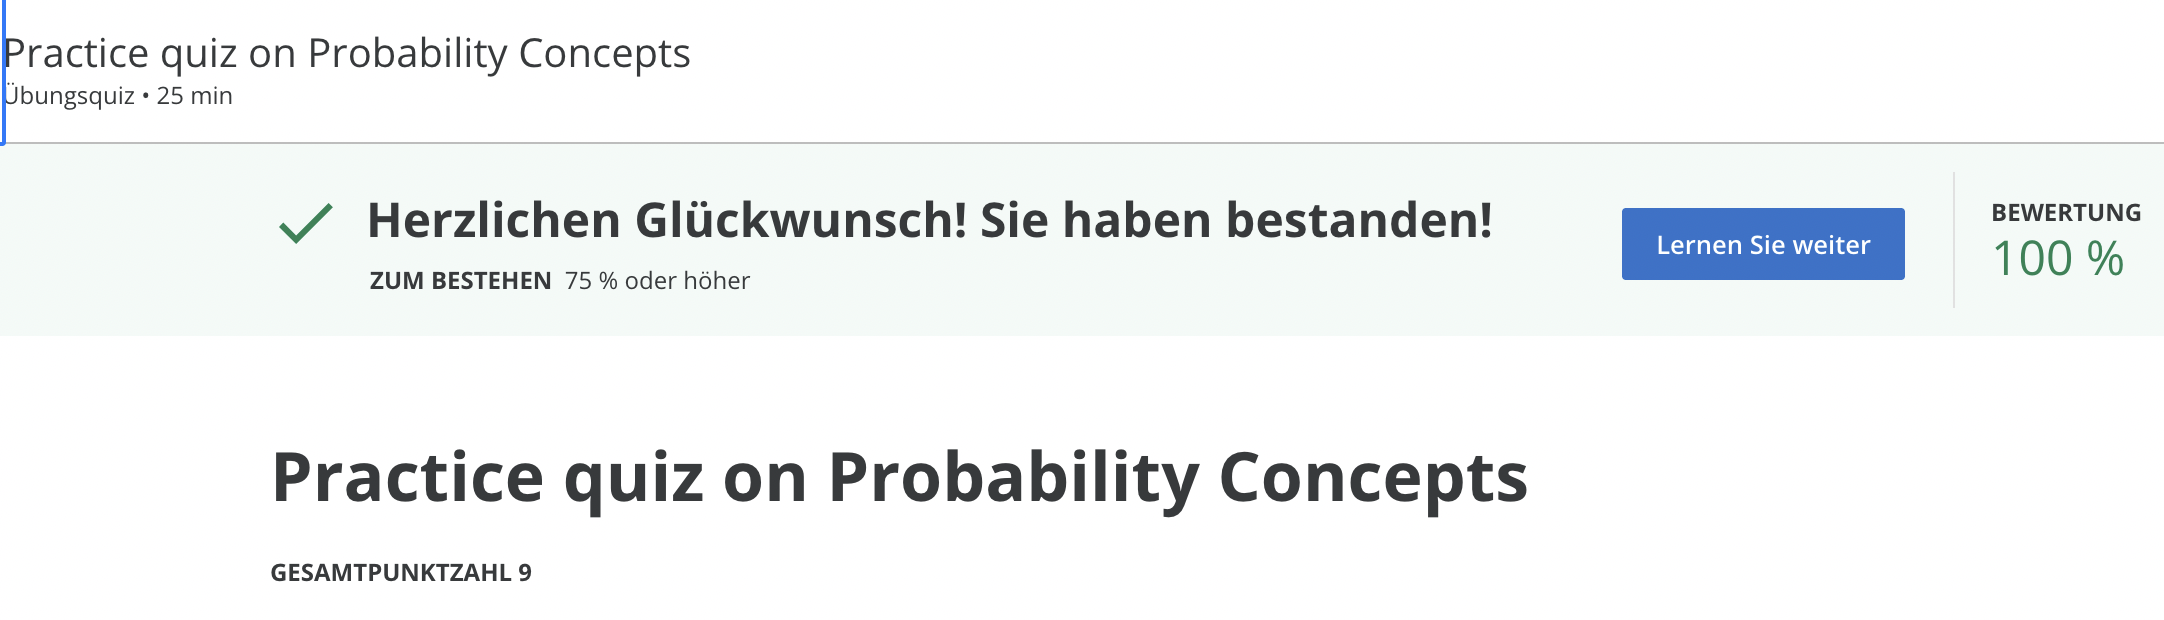 Practice quiz on Probability Concepts
Übungsquiz • 25 min
Herzlichen Glückwunsch! Sie haben bestanden!
ZUM BESTEHEN 75 % oder höher
Lernen Sie weiter
BEWERTUNG
100 %
Practice quiz on Probability Concepts
GESAMTPUNKTZAHL 9